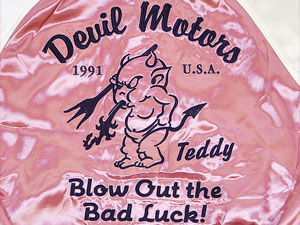 Devil Motors
1991 U.S.A.
Teddy
Blow Out the
Bad Luck!